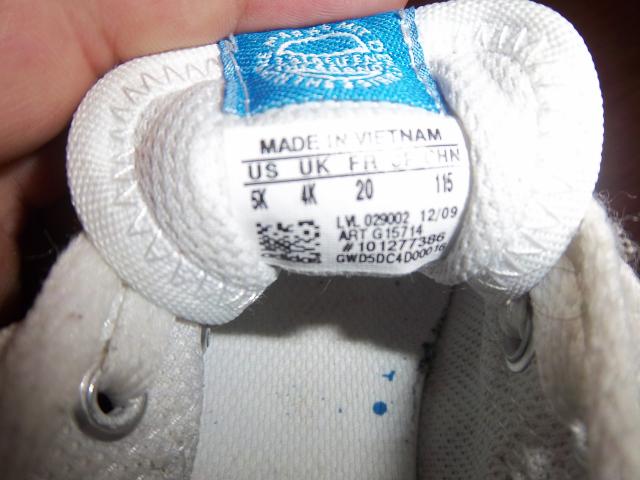 MADE IN VIETNAM
US UK FR JP CHN
5K 4K 20 115
LVL 029002 12/09
ART G15714
# 101277386
GWD5DC4D00016